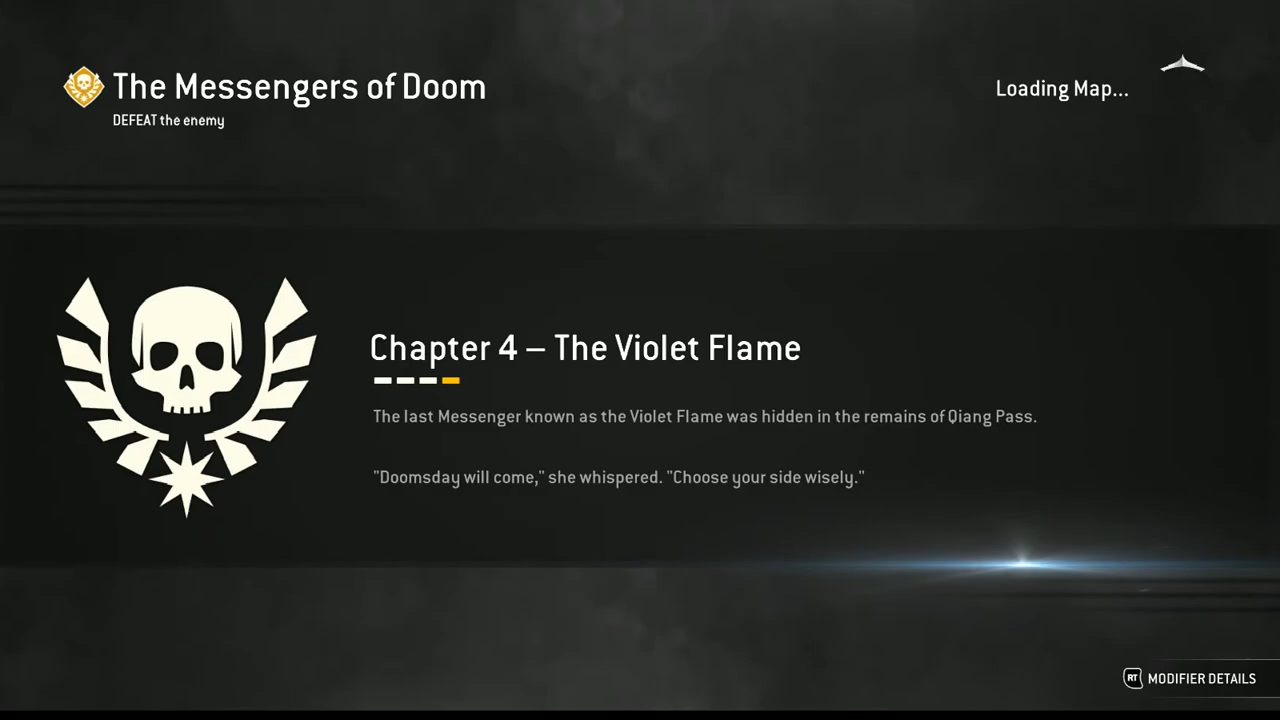 The Messengers of Doom
DEFEAT the enemy
Loading Map...
Chapter 4 – The Violet Flame
The last Messenger known as the Violet Flame was hidden in the remains of Qiang Pass.
"Doomsday will come," she whispered. "Choose your side wisely."
RT MODIFIER DETAILS